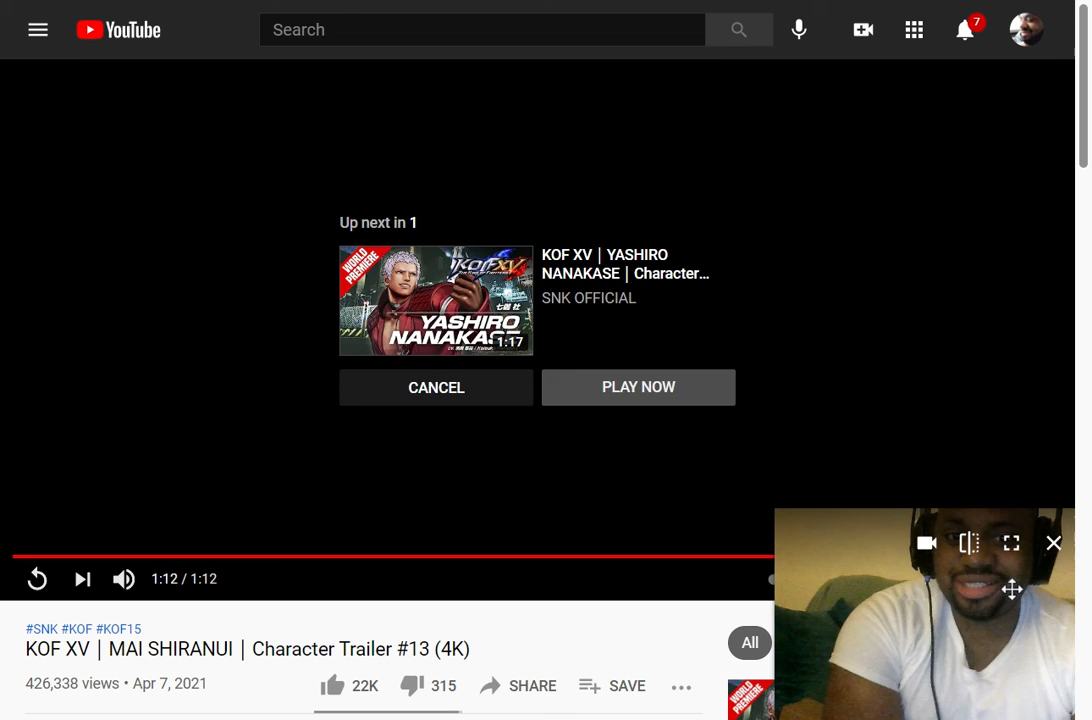 YouTube
Search
7
Up next in 1
WORLD PREMIERE
KOF XV
YASHIRO
NANAKASE
1:17
KOF XV | YASHIRO
NANAKASE | Character...
SNK OFFICIAL
CANCEL
PLAY NOW
1:12 / 1:12
#SNK #KOF #KOF15
KOF XV | MAI SHIRANUI | Character Trailer #13 (4K)
426,338 views • Apr 7, 2021
22K
315
SHARE
SAVE
All
WORLD
PREMIERE